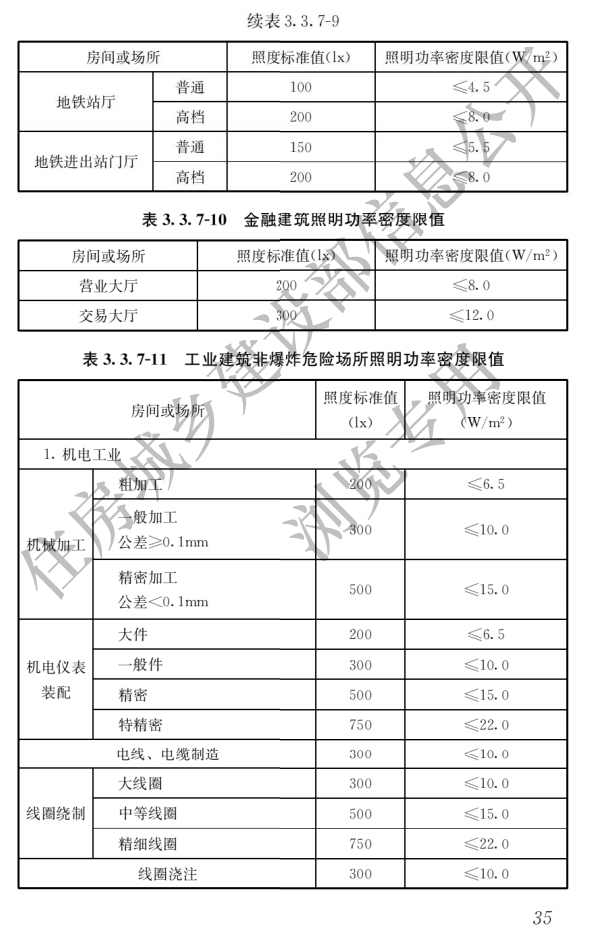 续表 3.3.7-9
房间或场所 照度标准值(lx) 照明功率密度限值(W/m²)
地铁站厅 普通 100 ≤4.5
高档 200 ≤8.0
地铁进出站门厅 普通 150 ≤5.5
高档 200 ≤8.0
表 3.3.7-10 金融建筑照明功率密度限值
房间或场所 照度标准值(lx) 照明功率密度限值(W/m²)
营业大厅 200 ≤8.0
交易大厅 300 ≤12.0
表 3.3.7-11 工业建筑非爆炸危险场所照明功率密度限值
房间或场所 照度标准值 (lx) 照明功率密度限值 (W/m²)
1. 机电工业
机械加工 粗加工 200 ≤6.5
一般加工
公差≥0.1mm 300 ≤10.0
精密加工
公差<0.1mm 500 ≤15.0
机电仪表
装配 大件 200 ≤6.5
一般件 300 ≤10.0
精密 500 ≤15.0
特精密 750 ≤22.0
电线、电缆制造 300 ≤10.0
线圈绕制 大线圈 300 ≤10.0
中等线圈 500 ≤15.0
精细线圈 750 ≤22.0
线圈浇注 300 ≤10.0
35
住房城乡建设部信息公开
浏览专用